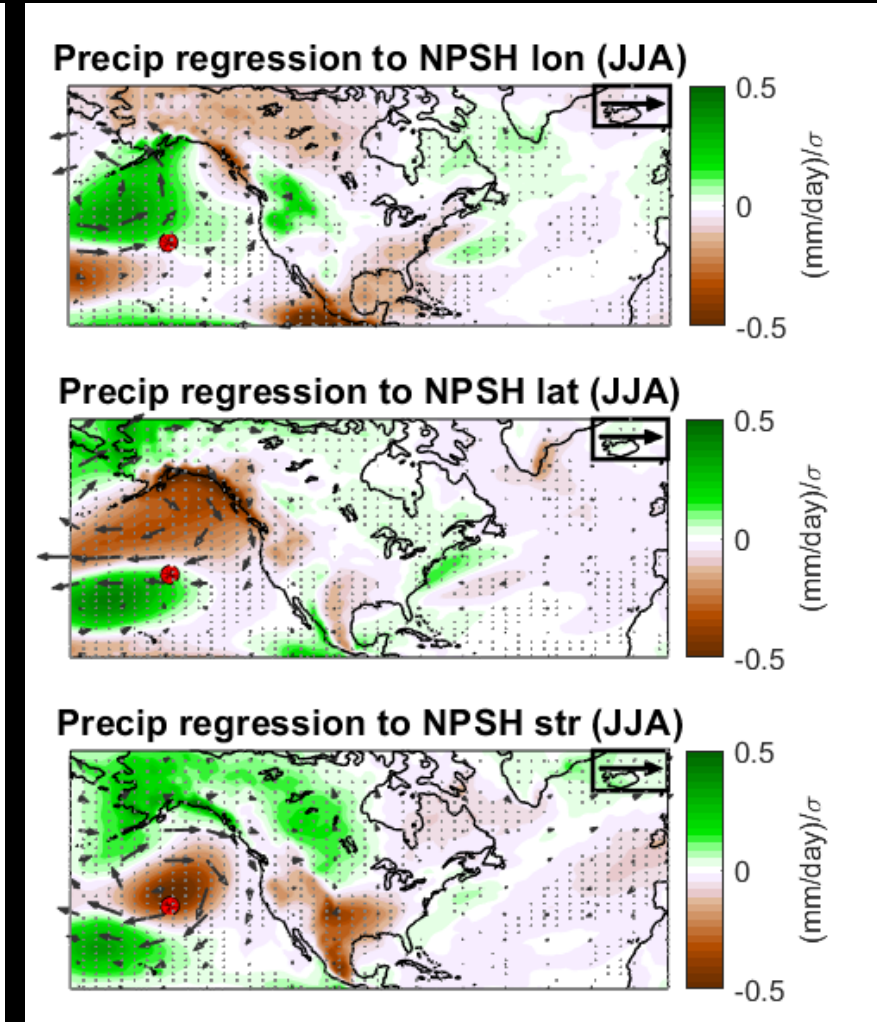 Precip regression to NPSH lon (JJA)
0.5
0
-0.5
(mm/day)/σ
Precip regression to NPSH lat (JJA)
0.5
0
-0.5
(mm/day)/σ
Precip regression to NPSH str (JJA)
0.5
0
-0.5
(mm/day)/σ